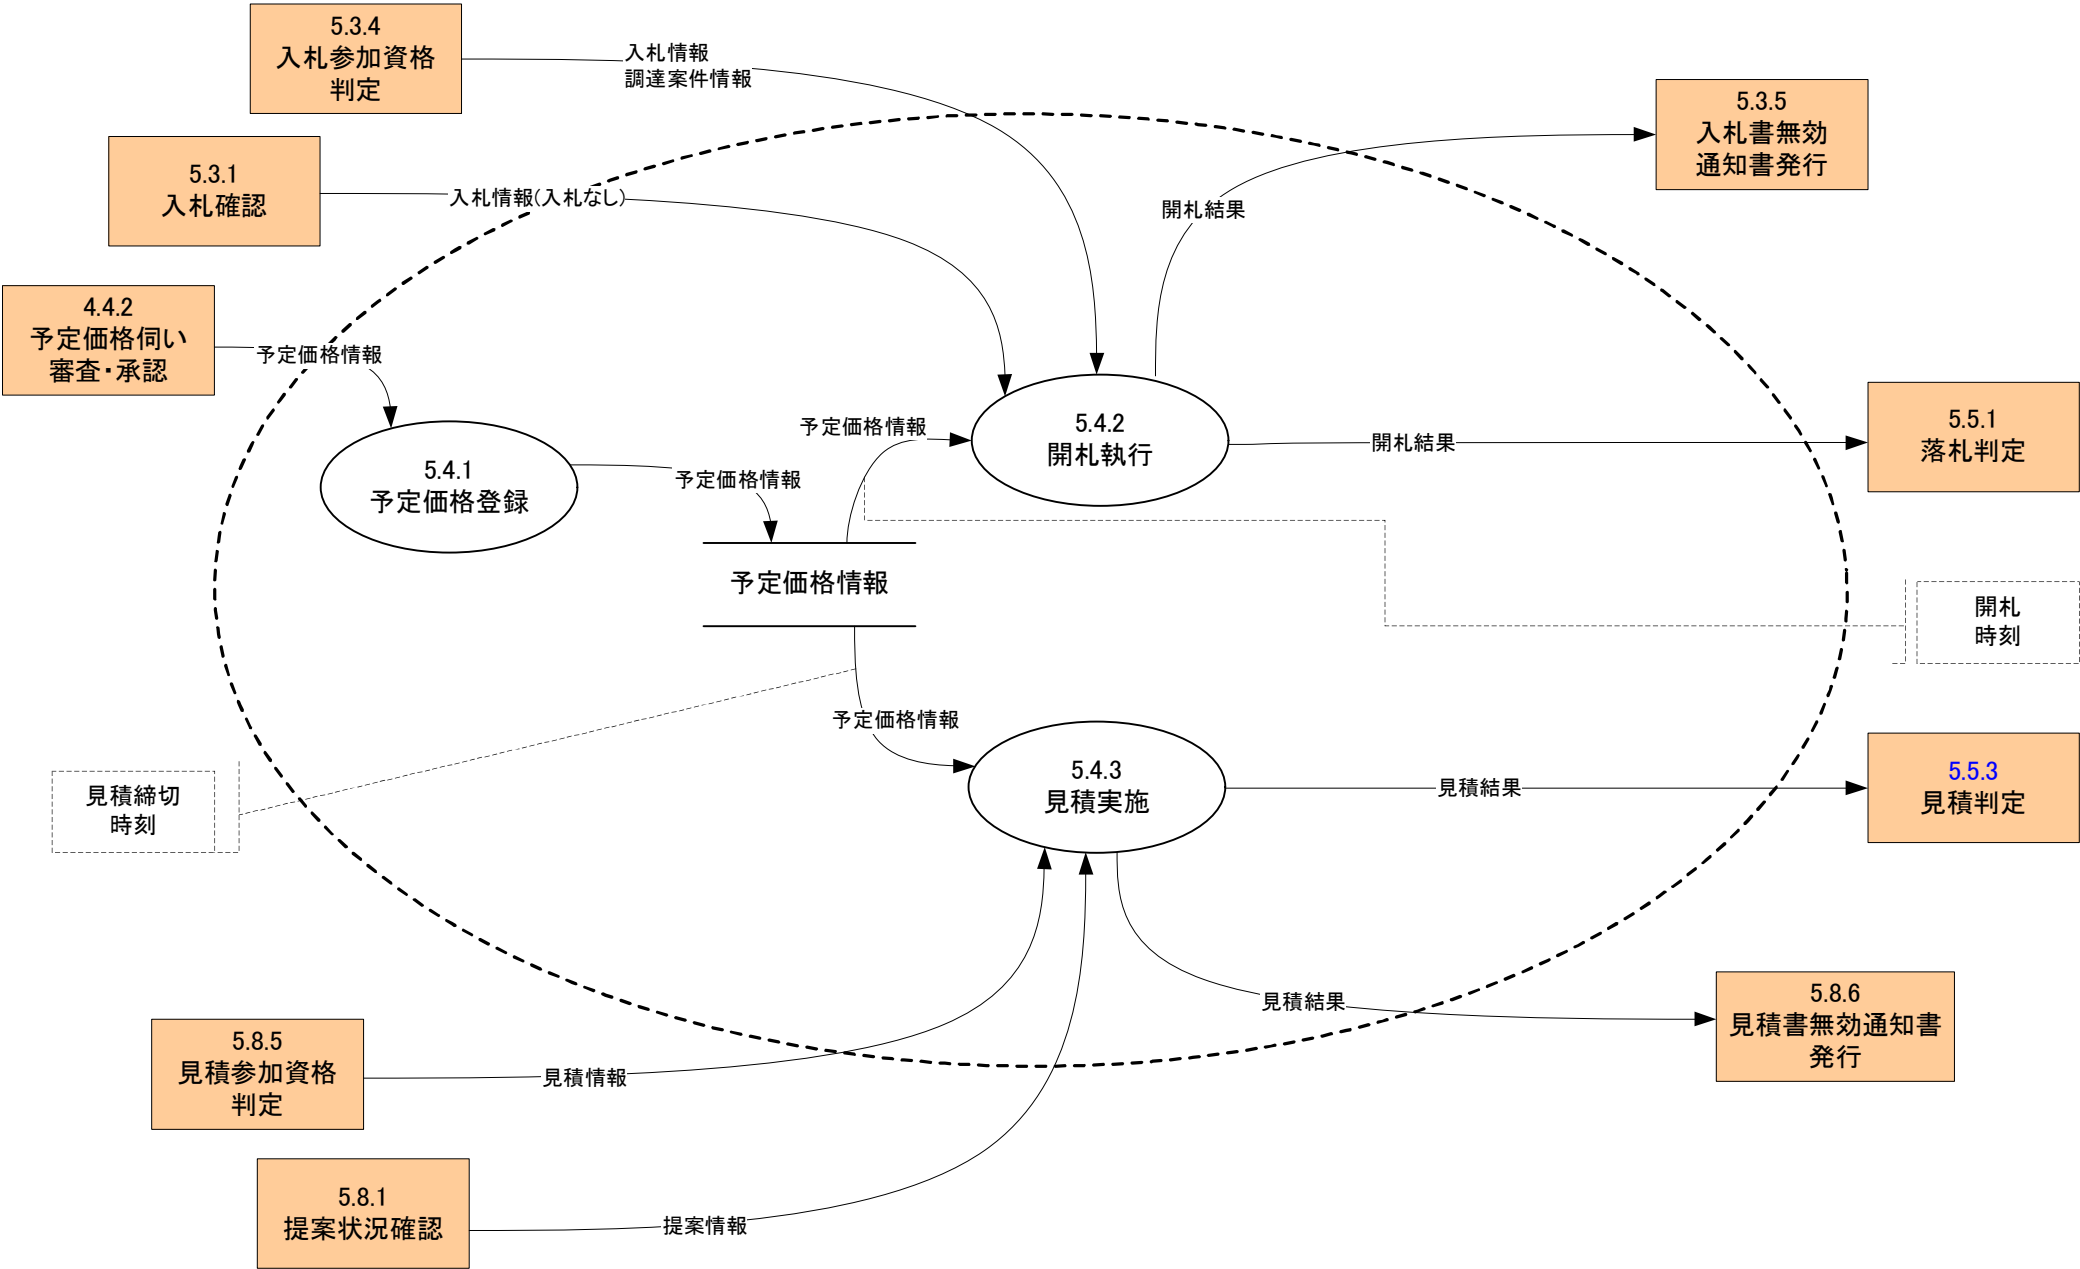 5.3.4
入札参加資格
判定
入札情報
調達案件情報
5.3.5
入札書無効
通知書発行
5.3.1
入札確認
入札情報(入札なし)
開札結果
4.4.2
予定価格伺い
審査・承認
予定価格情報
5.4.1
予定価格登録
予定価格情報
予定価格情報
5.4.2
開札執行
開札結果
5.5.1
落札判定
予定価格情報
開札
時刻
予定価格情報
見積締切
時刻
5.4.3
見積実施
見積結果
5.5.3
見積判定
見積結果
5.8.6
見積書無効通知書
発行
5.8.5
見積参加資格
判定
見積情報
5.8.1
提案状況確認
提案情報